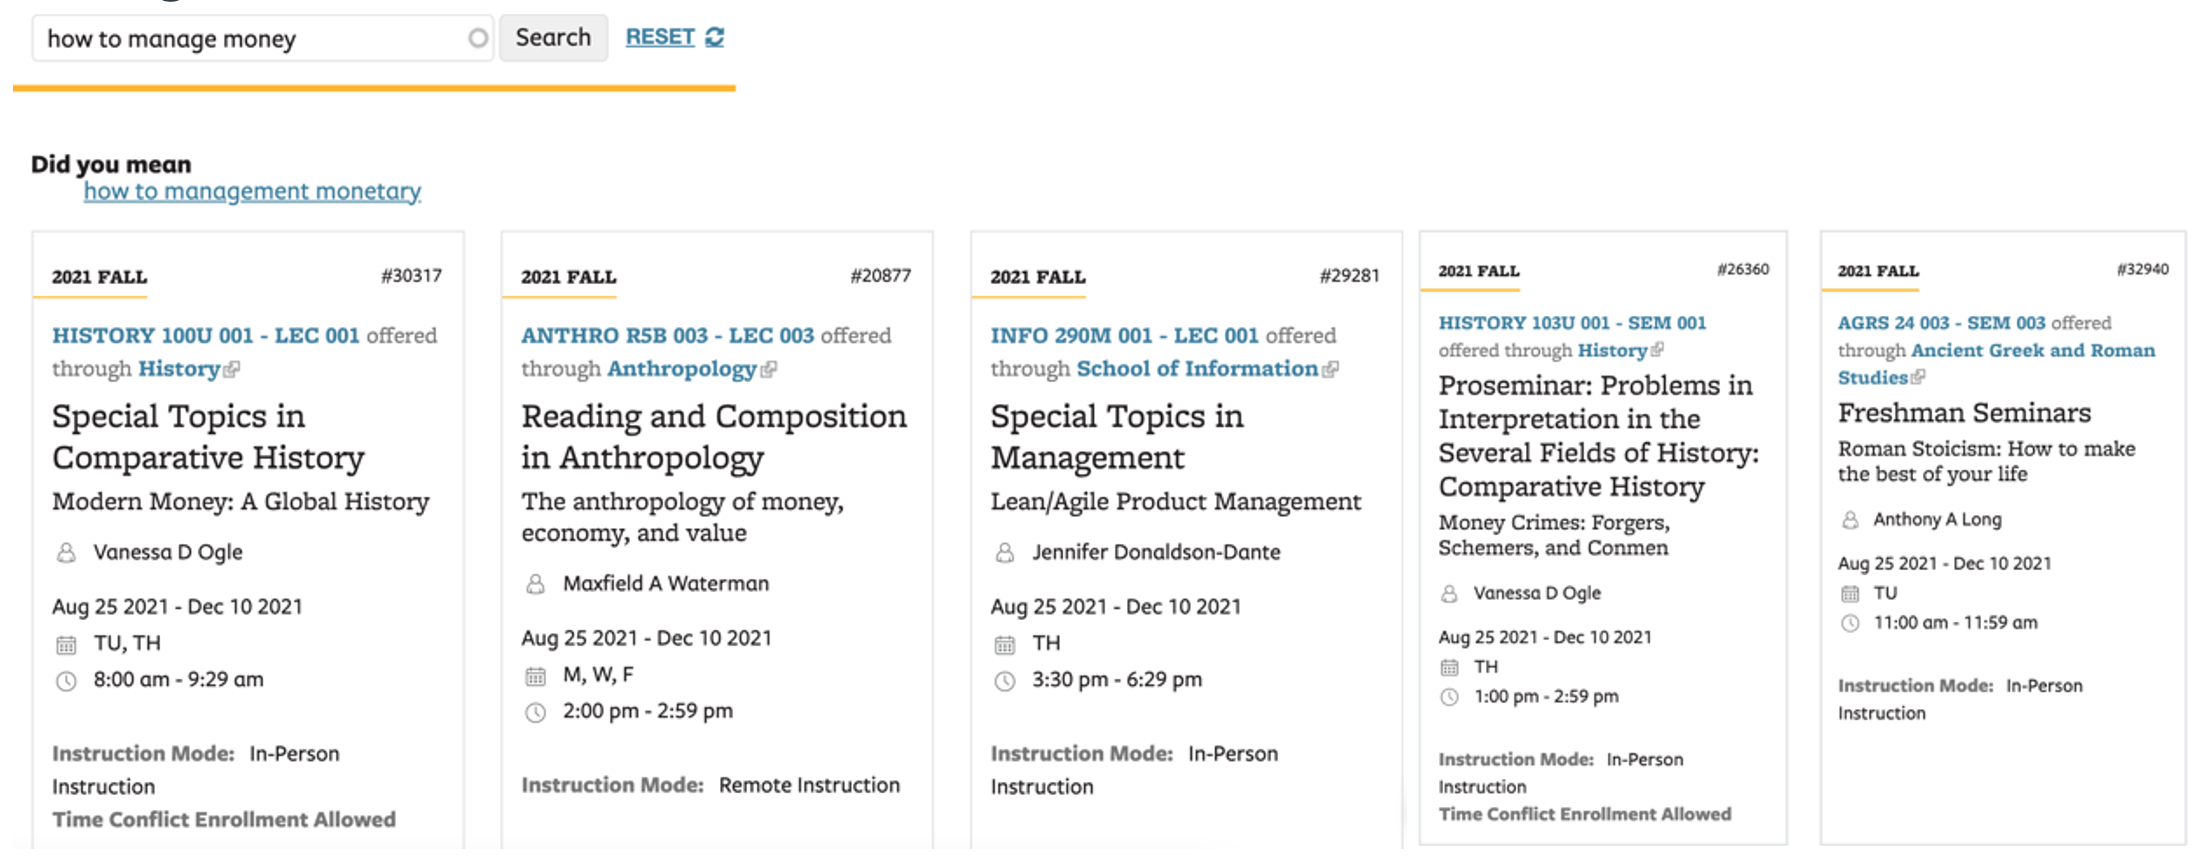 how to manage money
Search
RESET
Did you mean
how to management monetary
2021 FALL
#30317
HISTORY 100U 001 - LEC 001 offered
through History
Special Topics in
Comparative History
Modern Money: A Global History
Vanessa D Ogle
Aug 25 2021 - Dec 10 2021
TU, TH
8:00 am - 9:29 am
Instruction Mode: In-Person
Instruction
Time Conflict Enrollment Allowed
2021 FALL
#20877
ANTHRO R5B 003 - LEC 003 offered
through Anthropology
Reading and Composition
in Anthropology
The anthropology of money,
economy, and value
Maxfield A Waterman
Aug 25 2021 - Dec 10 2021
M, W, F
2:00 pm - 2:59 pm
Instruction Mode: Remote Instruction
2021 FALL
#29281
INFO 290M 001 - LEC 001 offered
through School of Information
Special Topics in
Management
Lean/Agile Product Management
Jennifer Donaldson-Dante
Aug 25 2021 - Dec 10 2021
TH
3:30 pm - 6:29 pm
Instruction Mode: In-Person
Instruction
2021 FALL
#26360
HISTORY 103U 001 - SEM 001
offered through History
Proseminar: Problems in
Interpretation in the
Several Fields of History:
Comparative History
Money Crimes: Forgers,
Schemers, and Conmen
Vanessa D Ogle
Aug 25 2021 - Dec 10 2021
TH
1:00 pm - 2:59 pm
Instruction Mode: In-Person
Instruction
Time Conflict Enrollment Allowed
2021 FALL
#32940
AGRS 24 003 - SEM 003 offered
through Ancient Greek and Roman
Studies
Freshman Seminars
Roman Stoicism: How to make
the best of your life
Anthony A Long
Aug 25 2021 - Dec 10 2021
TU
11:00 am - 11:59 am
Instruction Mode: In-Person
Instruction